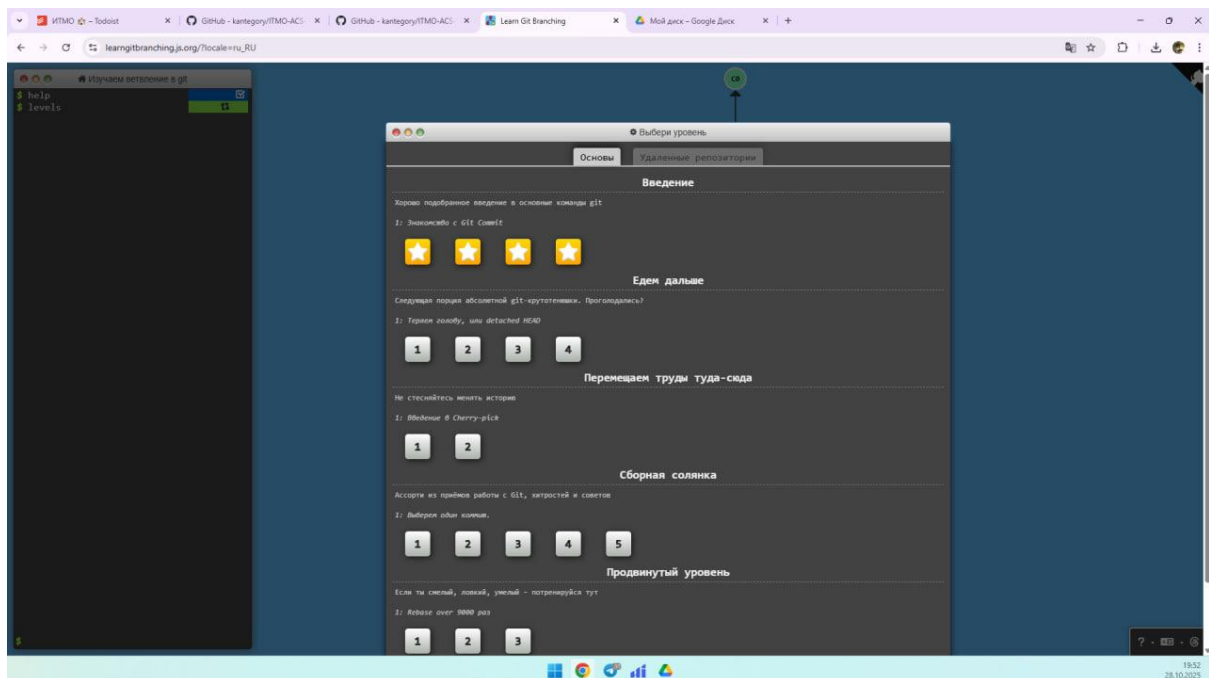 ИТМО – Todoist
GitHub - kantegory/ITMO-ACS-
GitHub - kantegory/ITMO-ACS-
Learn Git Branching
Мой диск – Google Диск
learngitbranching.js.org/?locale=ru_RU
Изучаем ветвление в git
$ help
$ levels
$
C0
Выбери уровень
Основы
Удаленные репозитории
Введение
Хорошо подобранное введение в основные команды git
1: Знакомство с Git Commit
Едем дальше
Следующая порция абсолютной git-крутотенюшки. Проголодались?
1: Теряем голову, или detached HEAD
1 2 3 4
Перемещаем труды туда-сюда
Не стесняйтесь менять историю
1: Введение в Cherry-pick
1 2
Сборная солянка
Ассорти из приёмов работы с Git, хитростей и советов
1: Выберем один коммит.
1 2 3 4 5
Продвинутый уровень
Если ты смелый, ловкий, умелый - потренируйся тут
1: Rebase over 9000 раз
1 2 3
?
19:52
28.10.2025